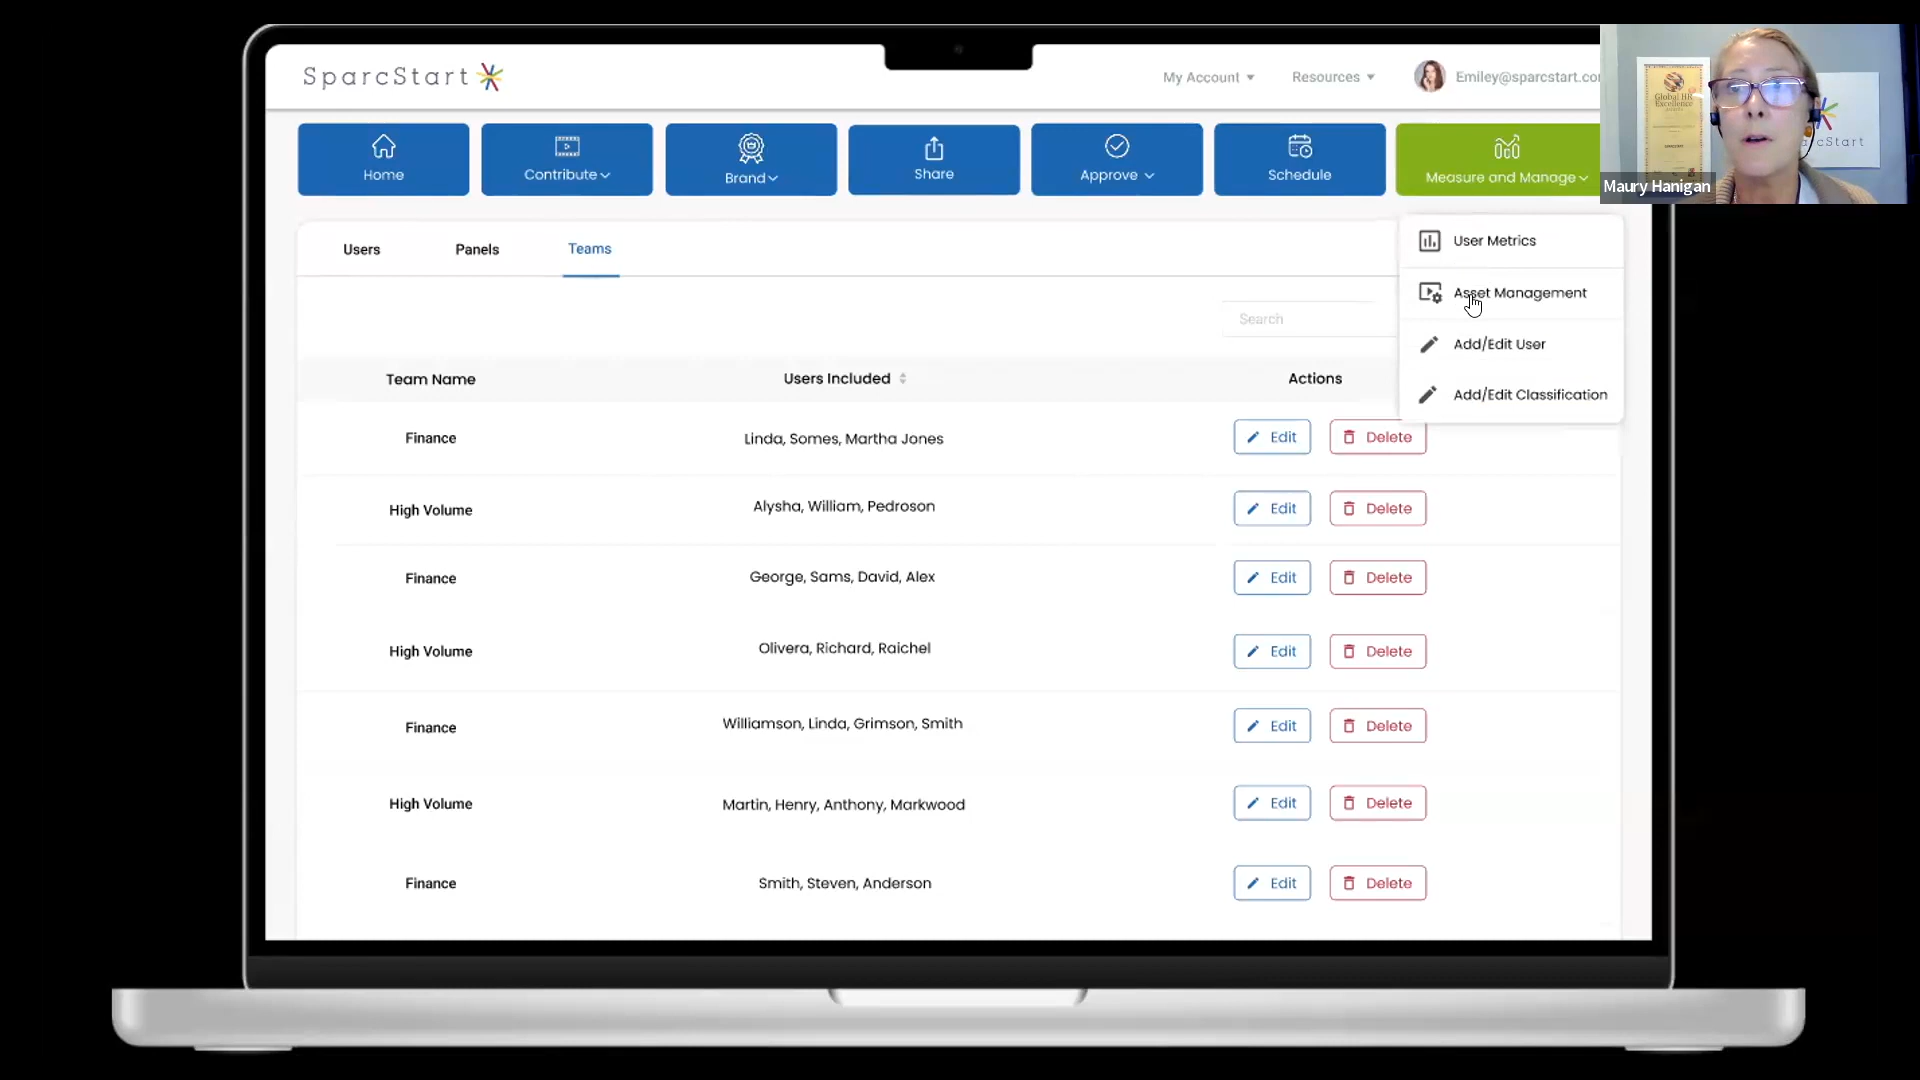 SparcStart
My Account
Resources
Emiley@sparcstart.co
Home
Contribute
Brand
Share
Approve
Schedule
Measure and Manage
Global HR
Excellence
cStart
Maury Hanigan
Users
Panels
Teams
User Metrics
Asset Management
Add/Edit User
Add/Edit Classification
Search
Team Name
Users Included
Actions
Finance
Linda, Somes, Martha Jones
Edit
Delete
High Volume
Alysha, William, Pedroson
Edit
Delete
Finance
George, Sams, David, Alex
Edit
Delete
High Volume
Olivera, Richard, Raichel
Edit
Delete
Finance
Williamson, Linda, Grimson, Smith
Edit
Delete
High Volume
Martin, Henry, Anthony, Markwood
Edit
Delete
Finance
Smith, Steven, Anderson
Edit
Delete